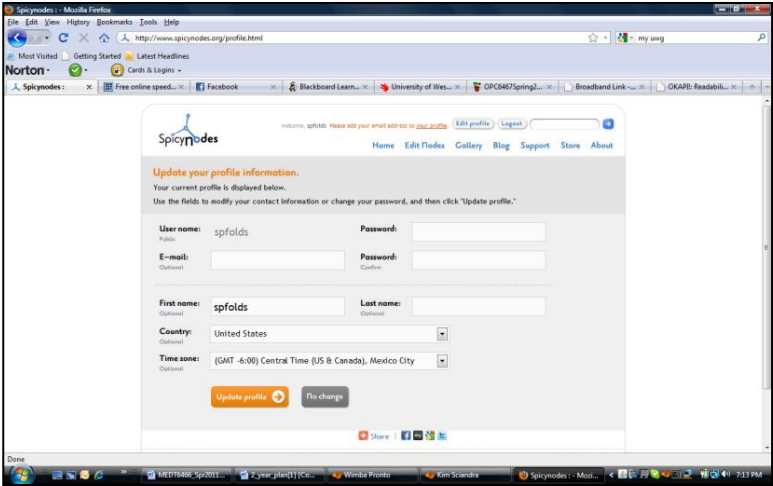 Spicynodes : - Mozilla Firefox
File Edit View History Bookmarks Tools Help
http://www.spicynodes.org/profile.html
my uwg
Most Visited Getting Started Latest Headlines
Norton - Cards & Logins -
Spicynodes : Free online speed... Facebook Blackboard Learn... University of Wes... OPC6467Spring2... Broadband Link -... OKAPI!: Readabili...
Spicynodes
welcome, spfolds Please add your email address to your profile. Edit profile Logout
Home Edit Nodes Gallery Blog Support Store About
Update your profile information.
Your current profile is displayed below.
Use the fields to modify your contact information or change your password, and then click "Update profile."
User name: spfolds Password:
Public
E-mail: Password:
Optional Confirm
First name: spfolds Last name:
Optional Optional
Country: United States
Optional
Time zone: (GMT -6:00) Central Time (US & Canada), Mexico City
Optional
Update profile No change
Share
Done
MEDT6466_Spr2011... 2_year_plan[1] [Co... Wimba Pronto Kim Sciandra Spicynodes : - Mozi... 7:13 PM